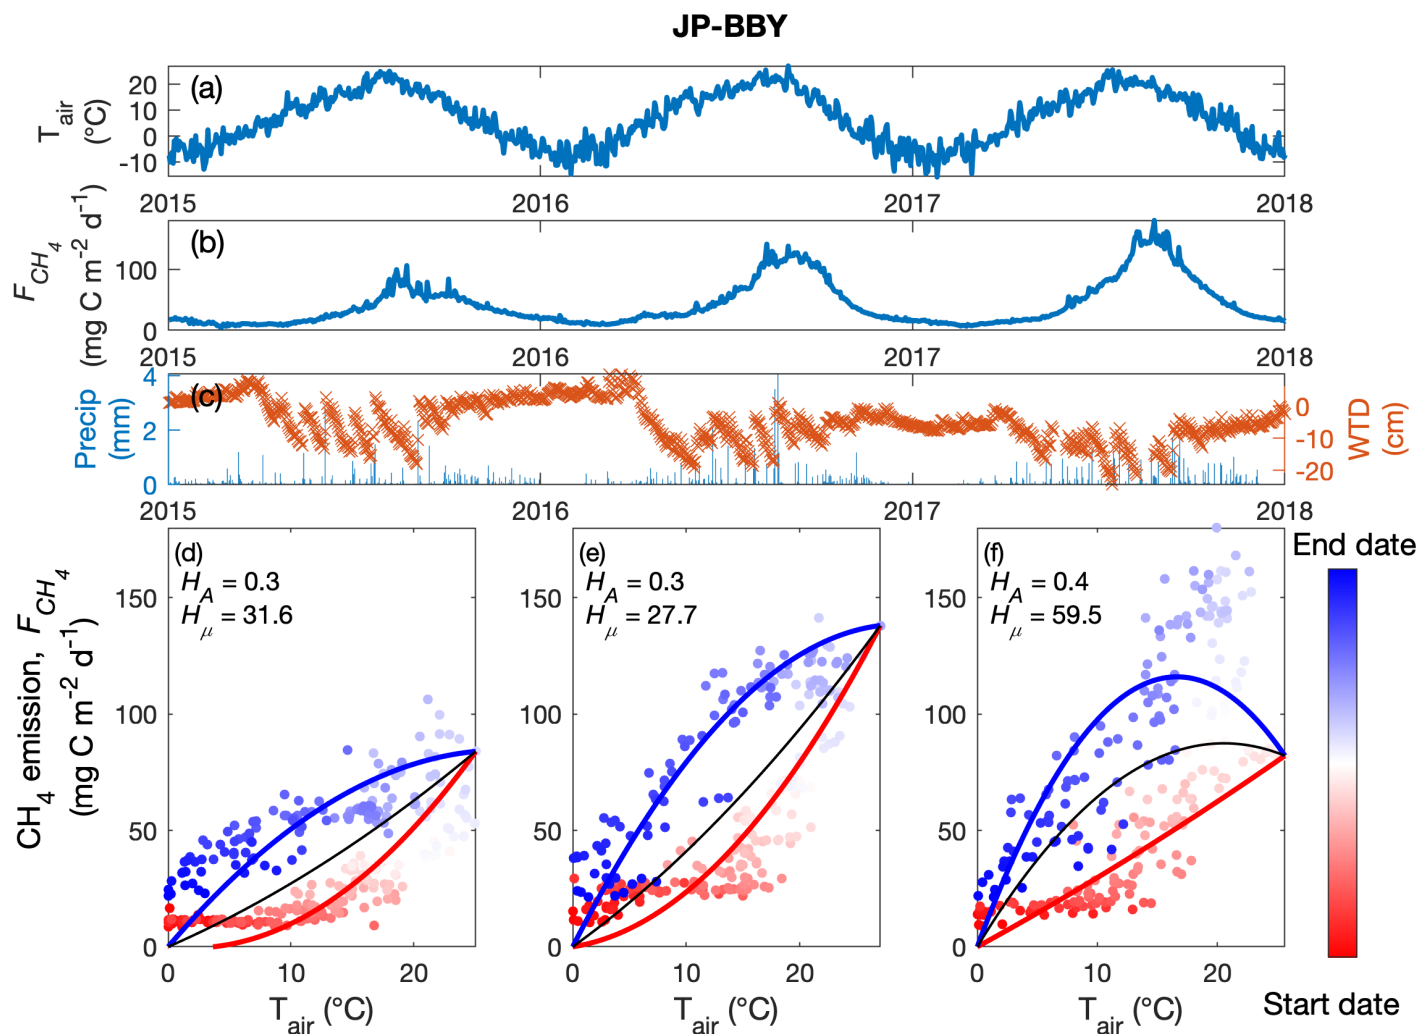 JP-BBY
(a)
T_air
(°C)
20
10
0
-10
2015
2016
2017
2018
(b)
F_CH_4
(mg C m^-2 d^-1)
100
0
2015
2016
2017
2018
(c)
Precip
(mm)
4
2
0
0
-10
-20
WTD
(cm)
2015
2016
2017
2018
CH_4 emission, F_CH_4
(mg C m^-2 d^-1)
(d)
H_A = 0.3
H_μ = 31.6
150
100
50
0
0
10
20
T_air (°C)
(e)
H_A = 0.3
H_μ = 27.7
150
100
50
0
0
10
20
T_air (°C)
(f)
H_A = 0.4
H_μ = 59.5
150
100
50
0
0
10
20
T_air (°C)
End date
Start date